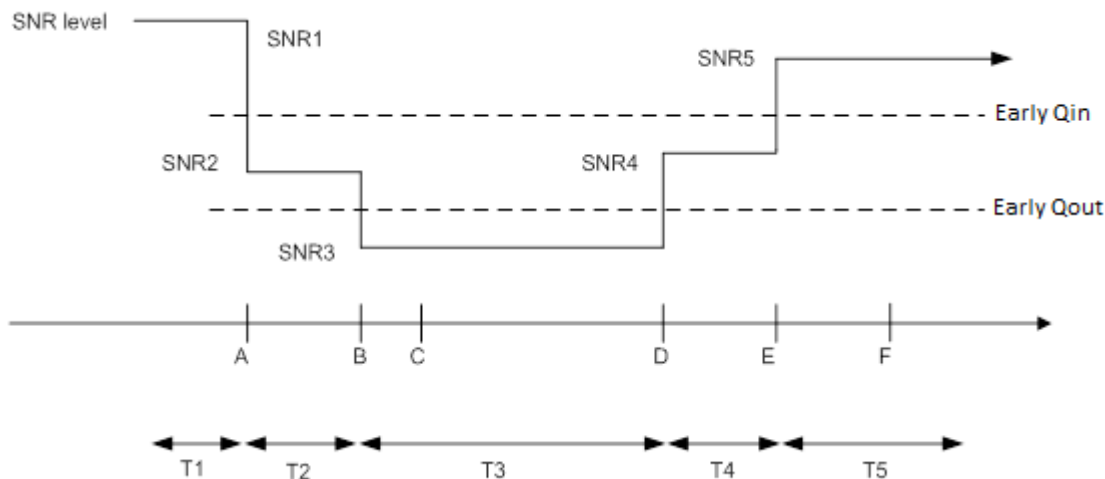 SNR level
SNR1
SNR5
Early Qin
SNR2
SNR4
Early Qout
SNR3
A B C D E F
T1 T2 T3 T4 T5